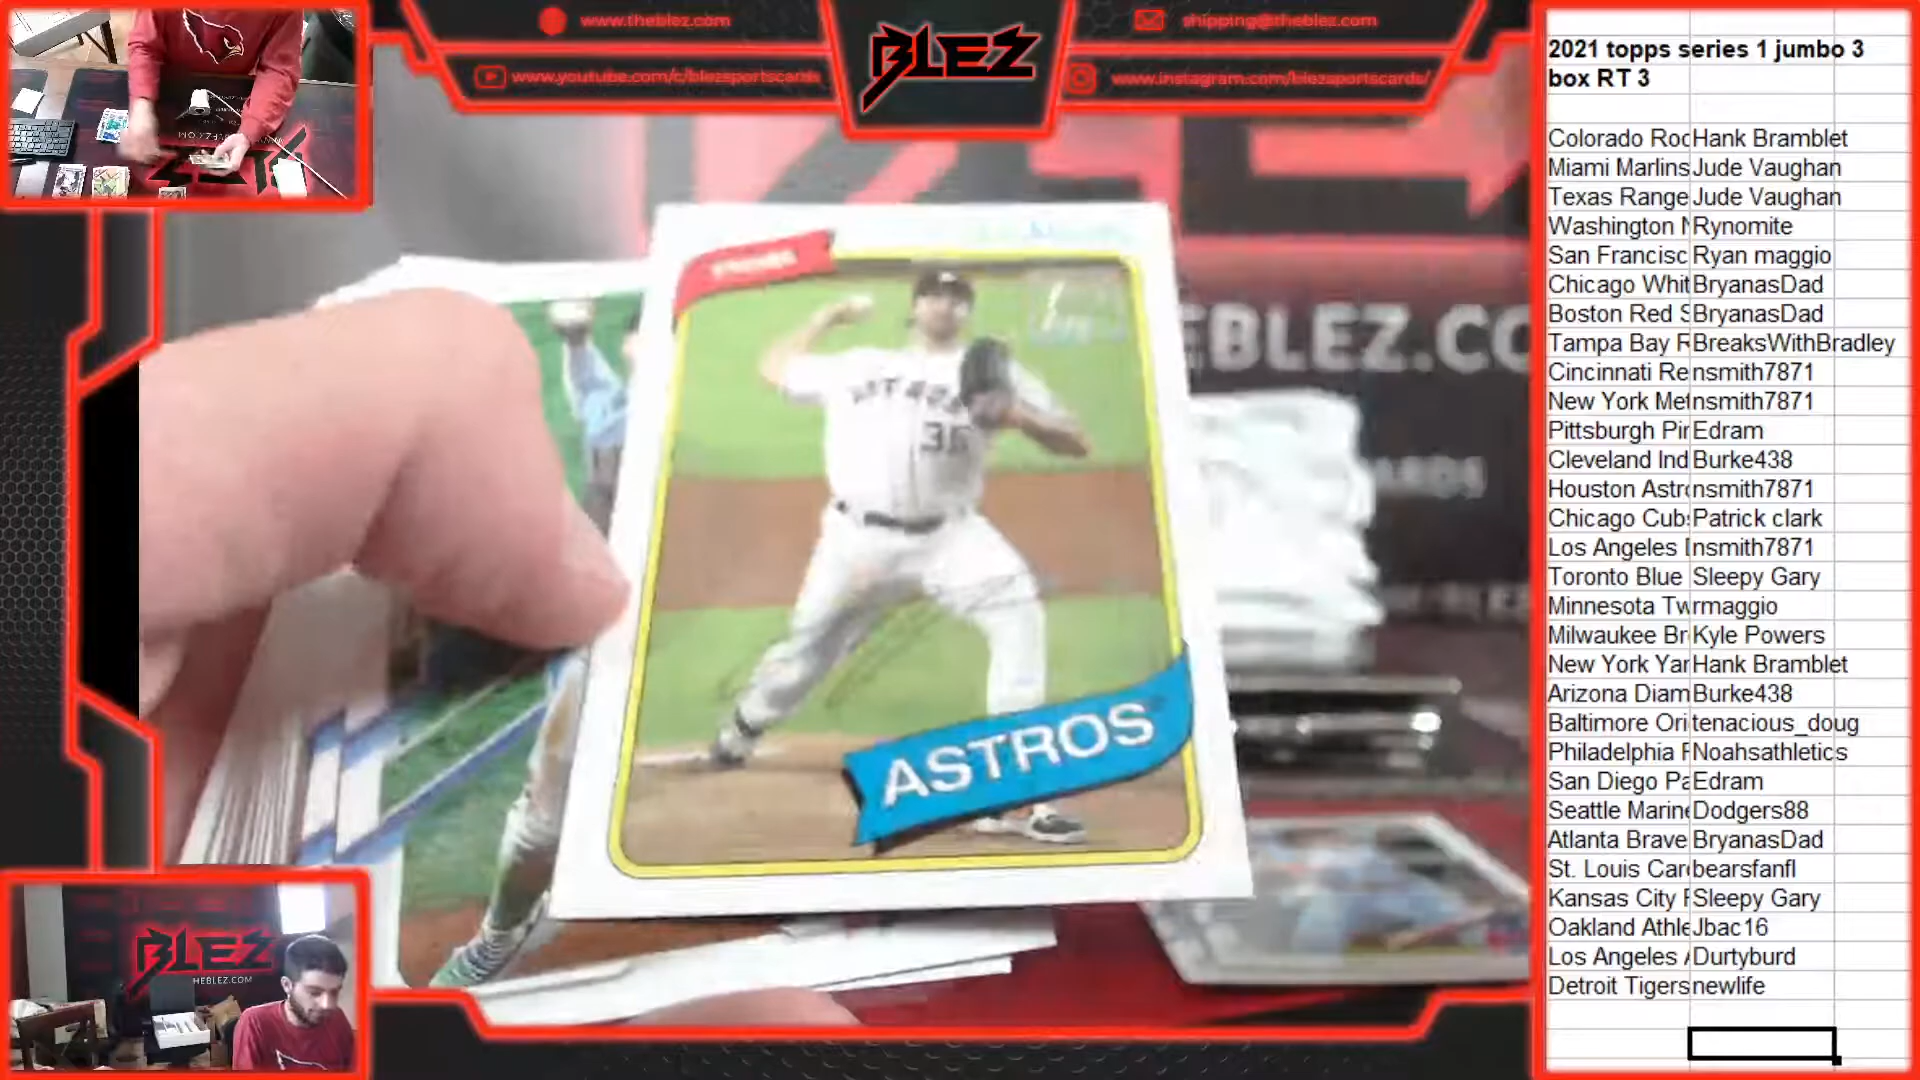 www.theblez.com
shipping@theblez.com
www.youtube.com/c/blezsportscards
www.instagram.com/blezsportscards/
BLEZ
2021 topps series 1 jumbo 3
box RT 3
Colorado Roc Hank Bramblet
Miami Marlins Jude Vaughan
Texas Range Jude Vaughan
Washington N Rynomite
San Francisc Ryan maggio
Chicago Whit BryanasDad
Boston Red S BryanasDad
Tampa Bay R BreaksWithBradley
Cincinnati Re nsmith7871
New York Met nsmith7871
Pittsburgh Pir Edram
Cleveland Ind Burke438
Houston Astro nsmith7871
Chicago Cubs Patrick clark
Los Angeles D nsmith7871
Toronto Blue Sleepy Gary
Minnesota Tw rmaggio
Milwaukee Br Kyle Powers
New York Yan Hank Bramblet
Arizona Diam Burke438
Baltimore Ori tenacious_doug
Philadelphia P Noahsathletics
San Diego Pa Edram
Seattle Marine Dodgers88
Atlanta Brave BryanasDad
St. Louis Card bearsfanfl
Kansas City R Sleepy Gary
Oakland Athle Jbac16
Los Angeles A Durtyburd
Detroit Tigers newlife
ASTROS
EBLEZ.CO
ARDS
BLEZ
HEBLEZ.COM